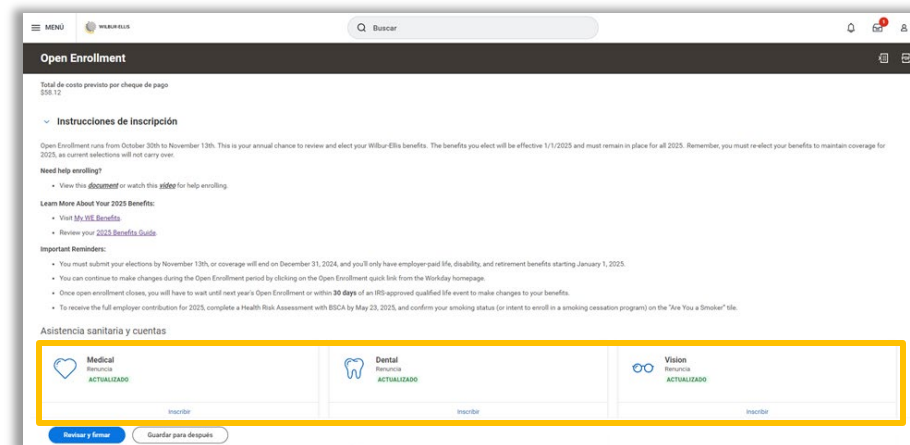 MENÚ
WILBUR-ELLIS
Buscar
1
Open Enrollment
Total de costo previsto por cheque de pago
$58.12
Instrucciones de inscripción
Open Enrollment runs from October 30th to November 13th. This is your annual chance to review and elect your Wilbur-Ellis benefits. The benefits you elect will be effective 1/1/2025 and must remain in place for all 2025. Remember, you must re-elect your benefits to maintain coverage for
2025, as current selections will not carry over.
Need help enrolling?
• View this document or watch this video for help enrolling.
Learn More About Your 2025 Benefits:
• Visit My WE Benefits.
• Review your 2025 Benefits Guide.
Important Reminders:
• You must submit your elections by November 13th, or coverage will end on December 31, 2024, and you'll only have employer-paid life, disability, and retirement benefits starting January 1, 2025.
• You can continue to make changes during the Open Enrollment period by clicking on the Open Enrollment quick link from the Workday homepage.
• Once open enrollment closes, you will have to wait until next year's Open Enrollment or within 30 days of an IRS-approved qualified life event to make changes to your benefits.
• To receive the full employer contribution for 2025, complete a Health Risk Assessment with BSCA by May 23, 2025, and confirm your smoking status (or intent to enroll in a smoking cessation program) on the "Are You a Smoker" tile.
Asistencia sanitaria y cuentas
Medical
Renuncia
ACTUALIZADO
Inscribir
Dental
Renuncia
ACTUALIZADO
Inscribir
Vision
Renuncia
ACTUALIZADO
Inscribir
Revisar y firmar
Guardar para después